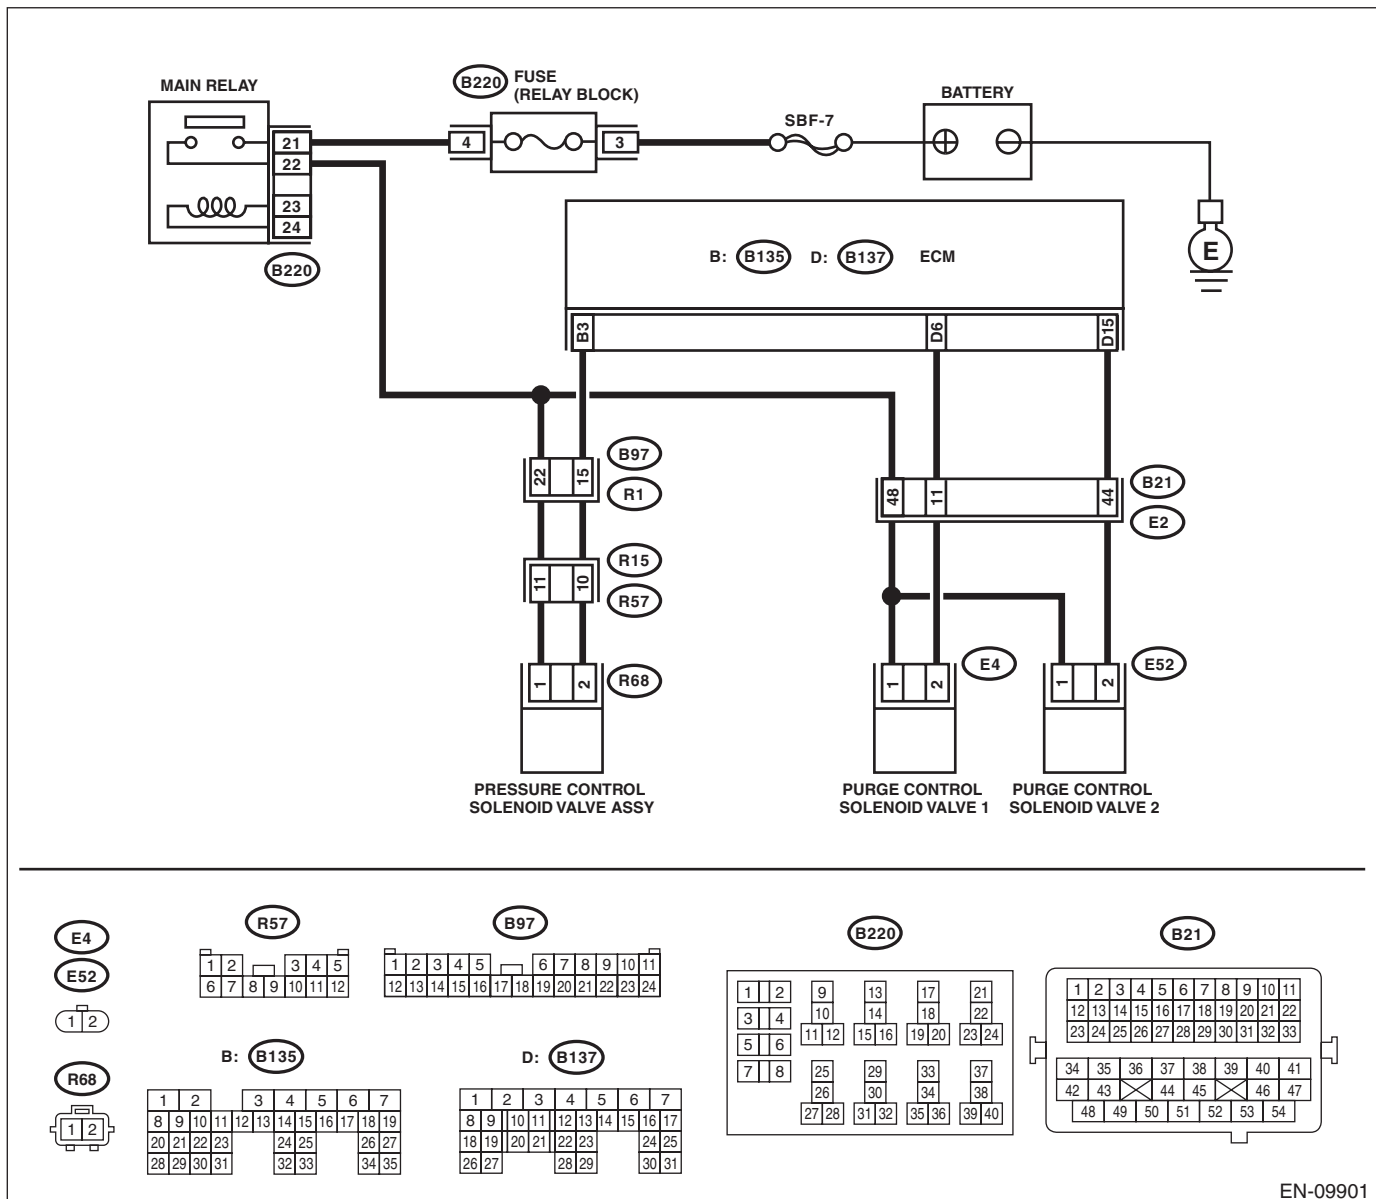 MAIN RELAY
B220
FUSE
(RELAY BLOCK)
SBF-7
BATTERY
21
22
23
24
4
3
B220
E
B: B135 D: B137 ECM
B3
D6
D15
22
15
B97
R1
48
11
44
B21
E2
11
10
R15
R57
1
2
R68
1
2
E4
1
2
E52
PRESSURE CONTROL
SOLENOID VALVE ASSY
PURGE CONTROL
SOLENOID VALVE 1
PURGE CONTROL
SOLENOID VALVE 2
E4
E52
1 2
R68
1 2
R57
1 2 3 4 5
6 7 8 9 10 11 12
B97
1 2 3 4 5 6 7 8 9 10 11
12 13 14 15 16 17 18 19 20 21 22 23 24
B: B135
1 2 3 4 5 6 7
8 9 10 11 12 13 14 15 16 17 18 19
20 21 22 23 24 25 26 27
28 29 30 31 32 33 34 35
D: B137
1 2 3 4 5 6 7
8 9 10 11 12 13 14 15 16 17
18 19 20 21 22 23 24 25
26 27 28 29 30 31
B220
1 2 9 13 17 21
3 4 10 14 18 22
11 12 15 16 19 20 23 24
5 6
7 8 25 29 33 37
26 30 34 38
27 28 31 32 35 36 39 40
B21
1 2 3 4 5 6 7 8 9 10 11
12 13 14 15 16 17 18 19 20 21 22
23 24 25 26 27 28 29 30 31 32 33
34 35 36 37 38 39 40 41
42 43 44 45 46 47
48 49 50 51 52 53 54
EN-09901